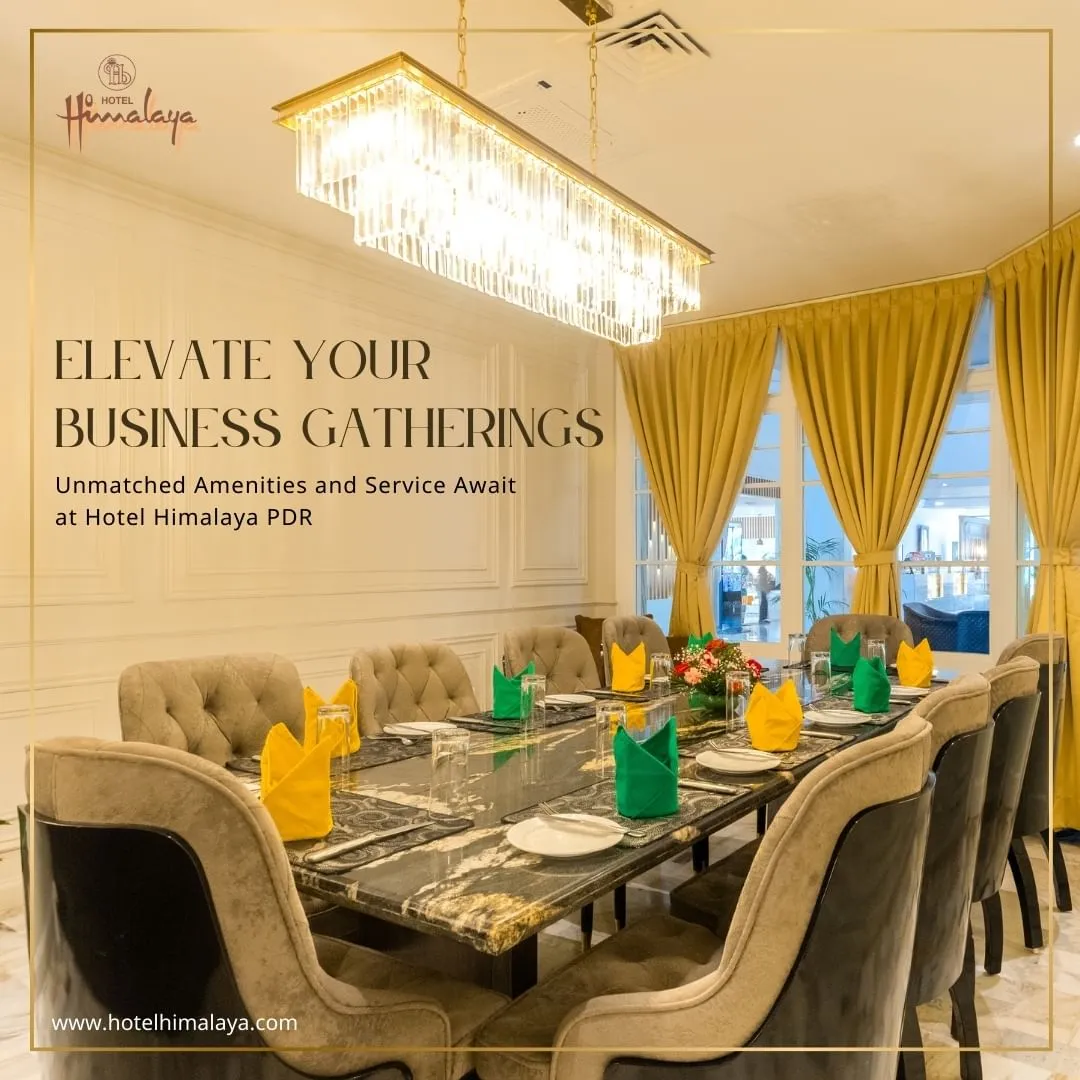 HOTEL
Himalaya
ELEVATE YOUR
BUSINESS GATHERINGS
Unmatched Amenities and Service Await
at Hotel Himalaya PDR
www.hotelhimalaya.com